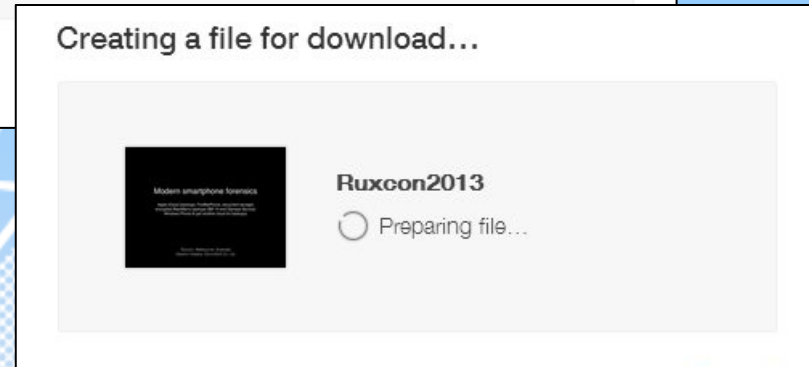 Creating a file for download...
Modern smartphone forensics
Ruxcon2013
Preparing file...